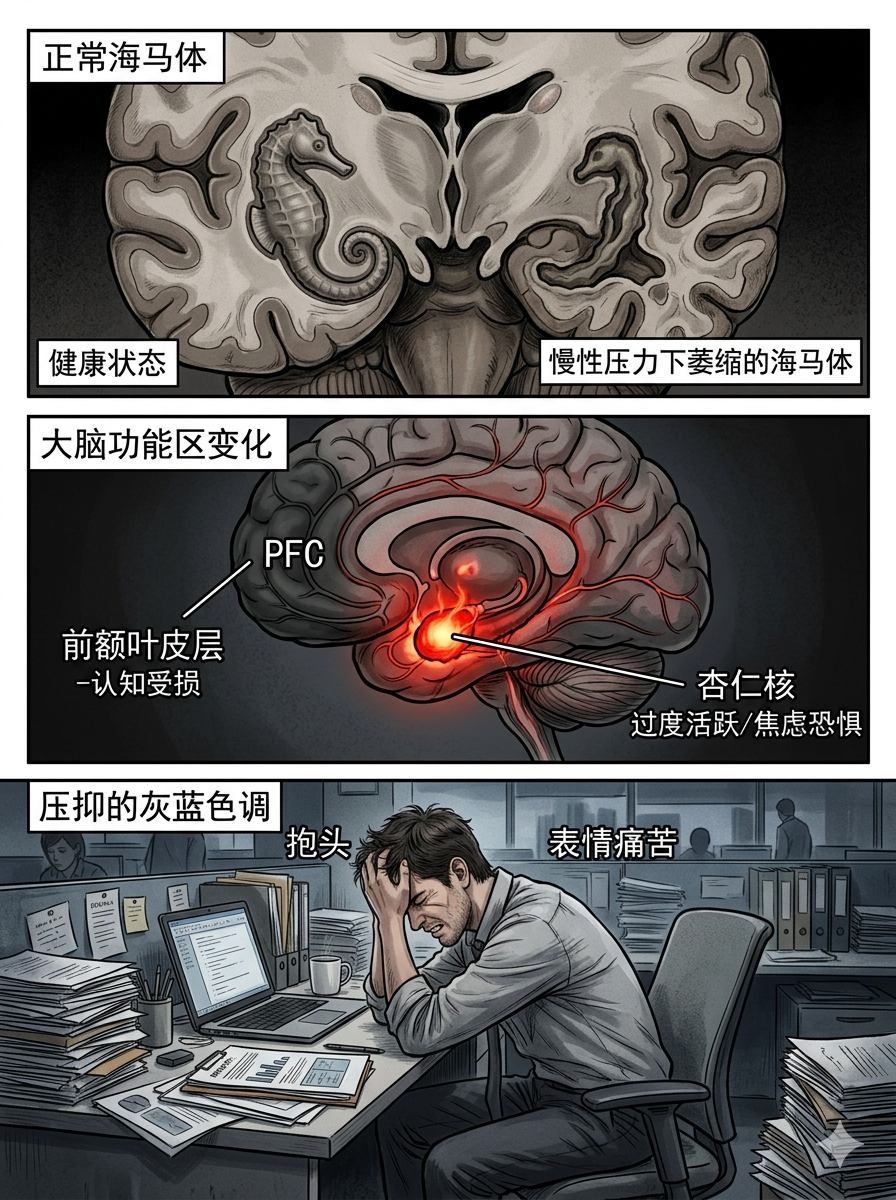 正常海马体
健康状态
慢性压力下萎缩的海马体
大脑功能区变化
PFC
前额叶皮层
-认知受损
杏仁核
过度活跃/焦虑恐惧
压抑的灰蓝色调
抱头
表情痛苦